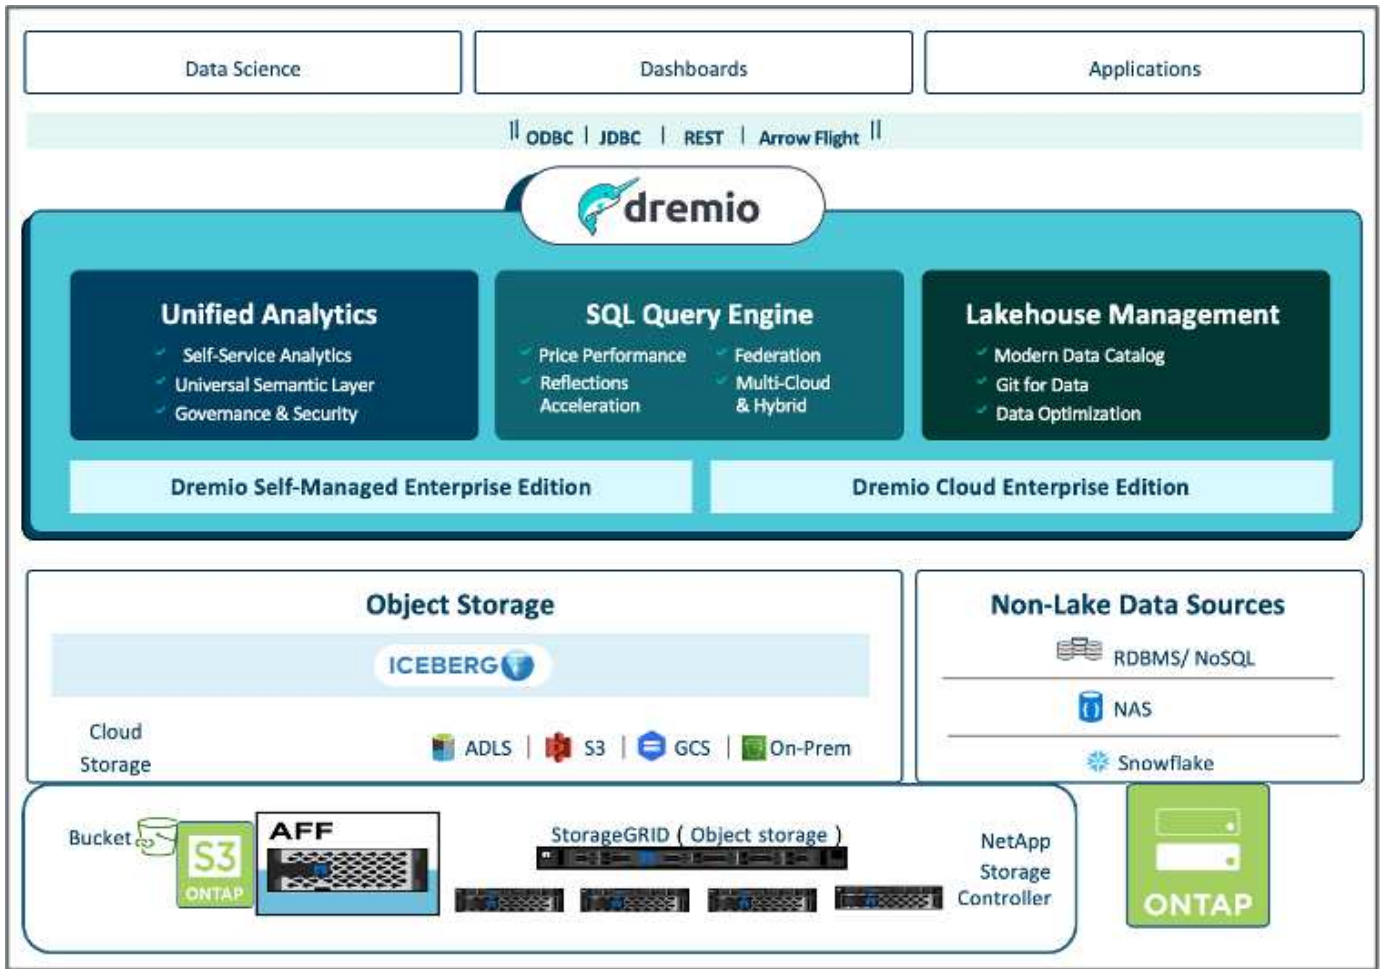 Data Science
Dashboards
Applications
ODBC | JDBC | REST | Arrow Flight
dremio
Unified Analytics
Self-Service Analytics
Universal Semantic Layer
Governance & Security
SQL Query Engine
Price Performance
Reflections
Acceleration
Federation
Multi-Cloud
& Hybrid
Lakehouse Management
Modern Data Catalog
Git for Data
Data Optimization
Dremio Self-Managed Enterprise Edition
Dremio Cloud Enterprise Edition
Object Storage
ICEBERG
Cloud
Storage
ADLS | S3 | GCS | On-Prem
Non-Lake Data Sources
RDBMS/ NoSQL
NAS
Snowflake
Bucket
S3
ONTAP
AFF
StorageGRID ( Object storage )
NetApp
Storage
Controller
ONTAP